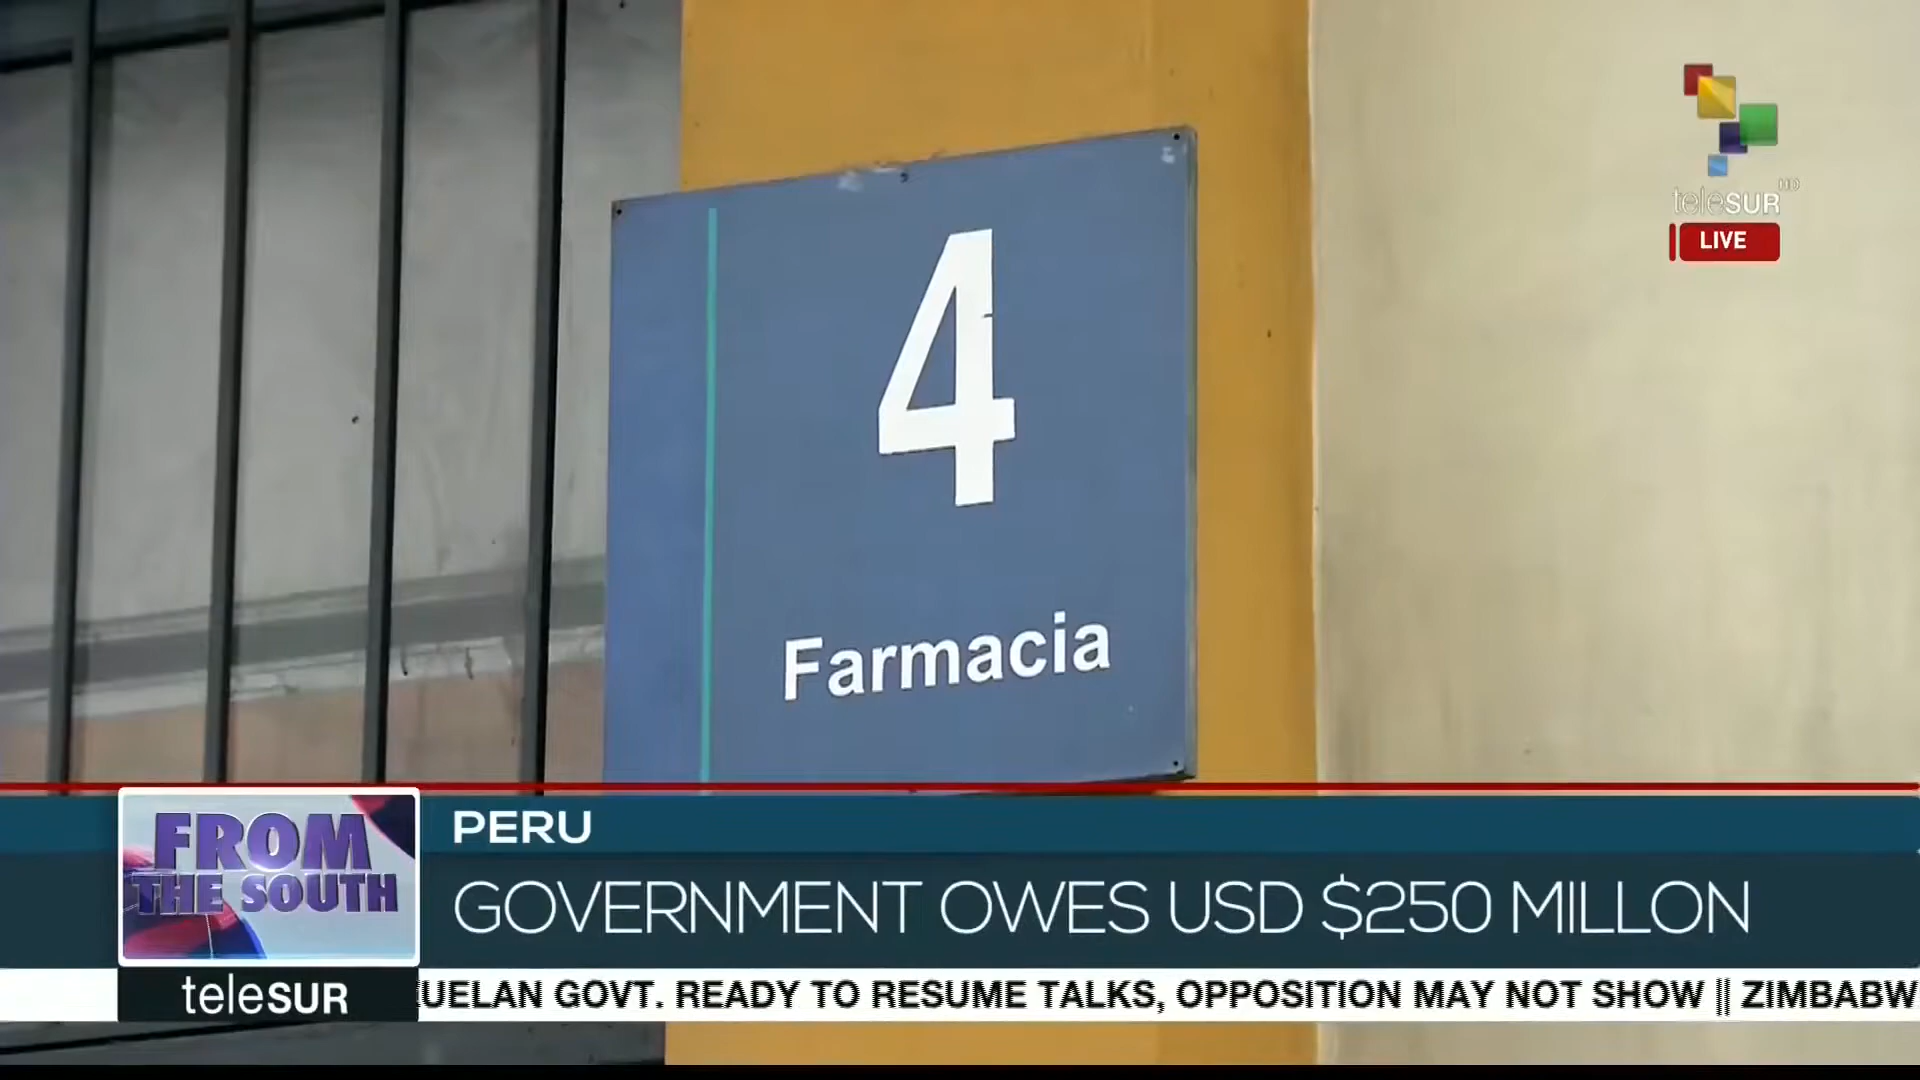 teleSUR HD
LIVE
4
Farmacia
FROM
THE SOUTH
PERU
GOVERNMENT OWES USD $250 MILLON
teleSUR
UELAN GOVT. READY TO RESUME TALKS, OPPOSITION MAY NOT SHOW || ZIMBABW